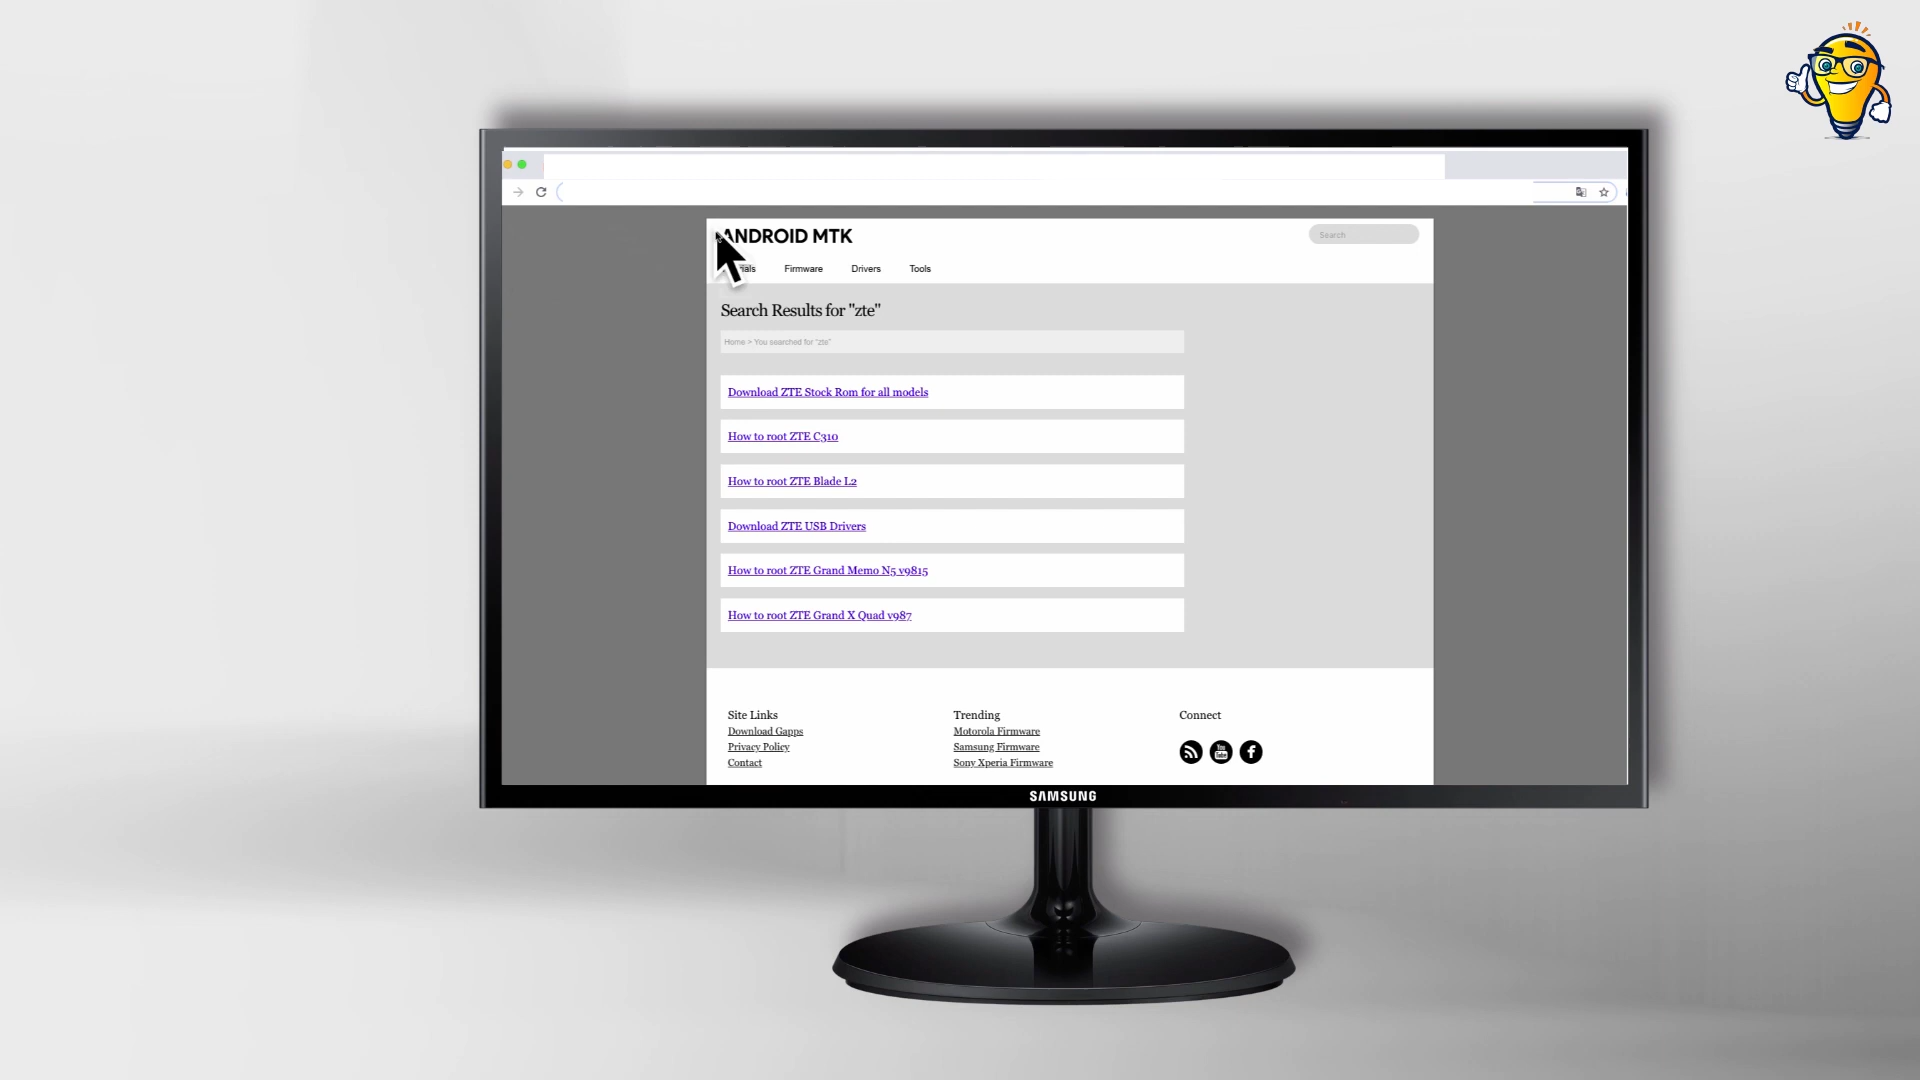 ANDROID MTK
Search
Firmware Drivers Tools
Search Results for "zte"
Home > You searched for "zte"
Download ZTE Stock Rom for all models
How to root ZTE C310
How to root ZTE Blade L2
Download ZTE USB Drivers
How to root ZTE Grand Memo N5 v9815
How to root ZTE Grand X Quad v987
Site Links
Download Gapps
Privacy Policy
Contact
Trending
Motorola Firmware
Samsung Firmware
Sony Xperia Firmware
Connect
You
Tube
SAMSUNG